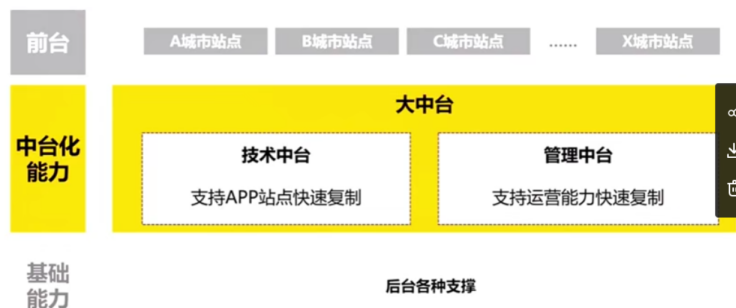 前台
A城市站点
B城市站点
C城市站点
......
X城市站点
中台化
能力
大中台
技术中台
支持APP站点快速复制
管理中台
支持运营能力快速复制
基础
能力
后台各种支撑